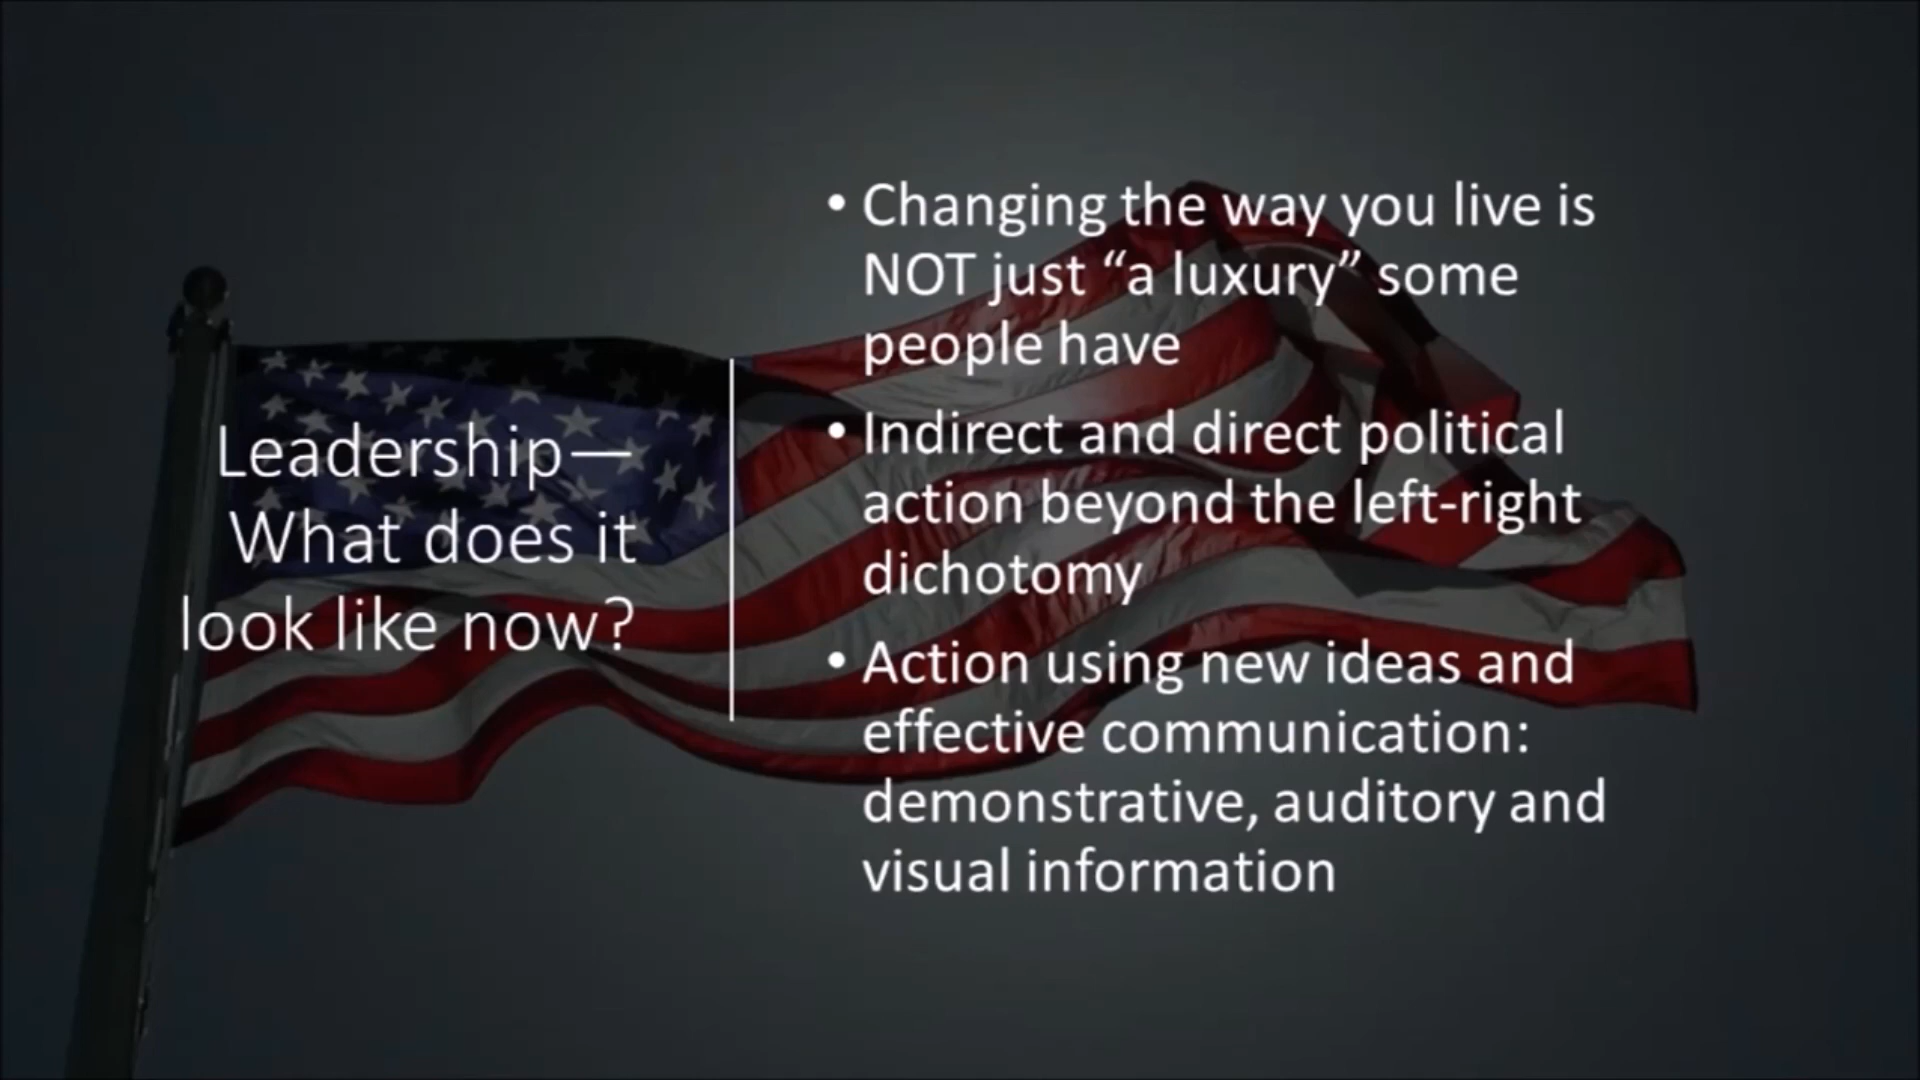 Leadership—
What does it
look like now?
• Changing the way you live is
NOT just “a luxury” some
people have
• Indirect and direct political
action beyond the left-right
dichotomy
• Action using new ideas and
effective communication:
demonstrative, auditory and
visual information